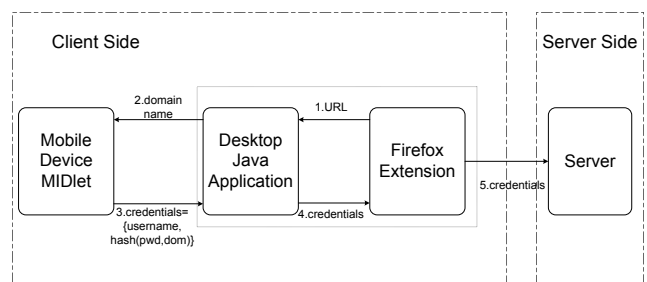 Client Side
Server Side
2.domain
name
1.URL
Mobile
Device
MIDlet
Desktop
Java
Application
Firefox
Extension
Server
3.credentials=
{username,
hash(pwd,dom)}
4.credentials
5.credentials